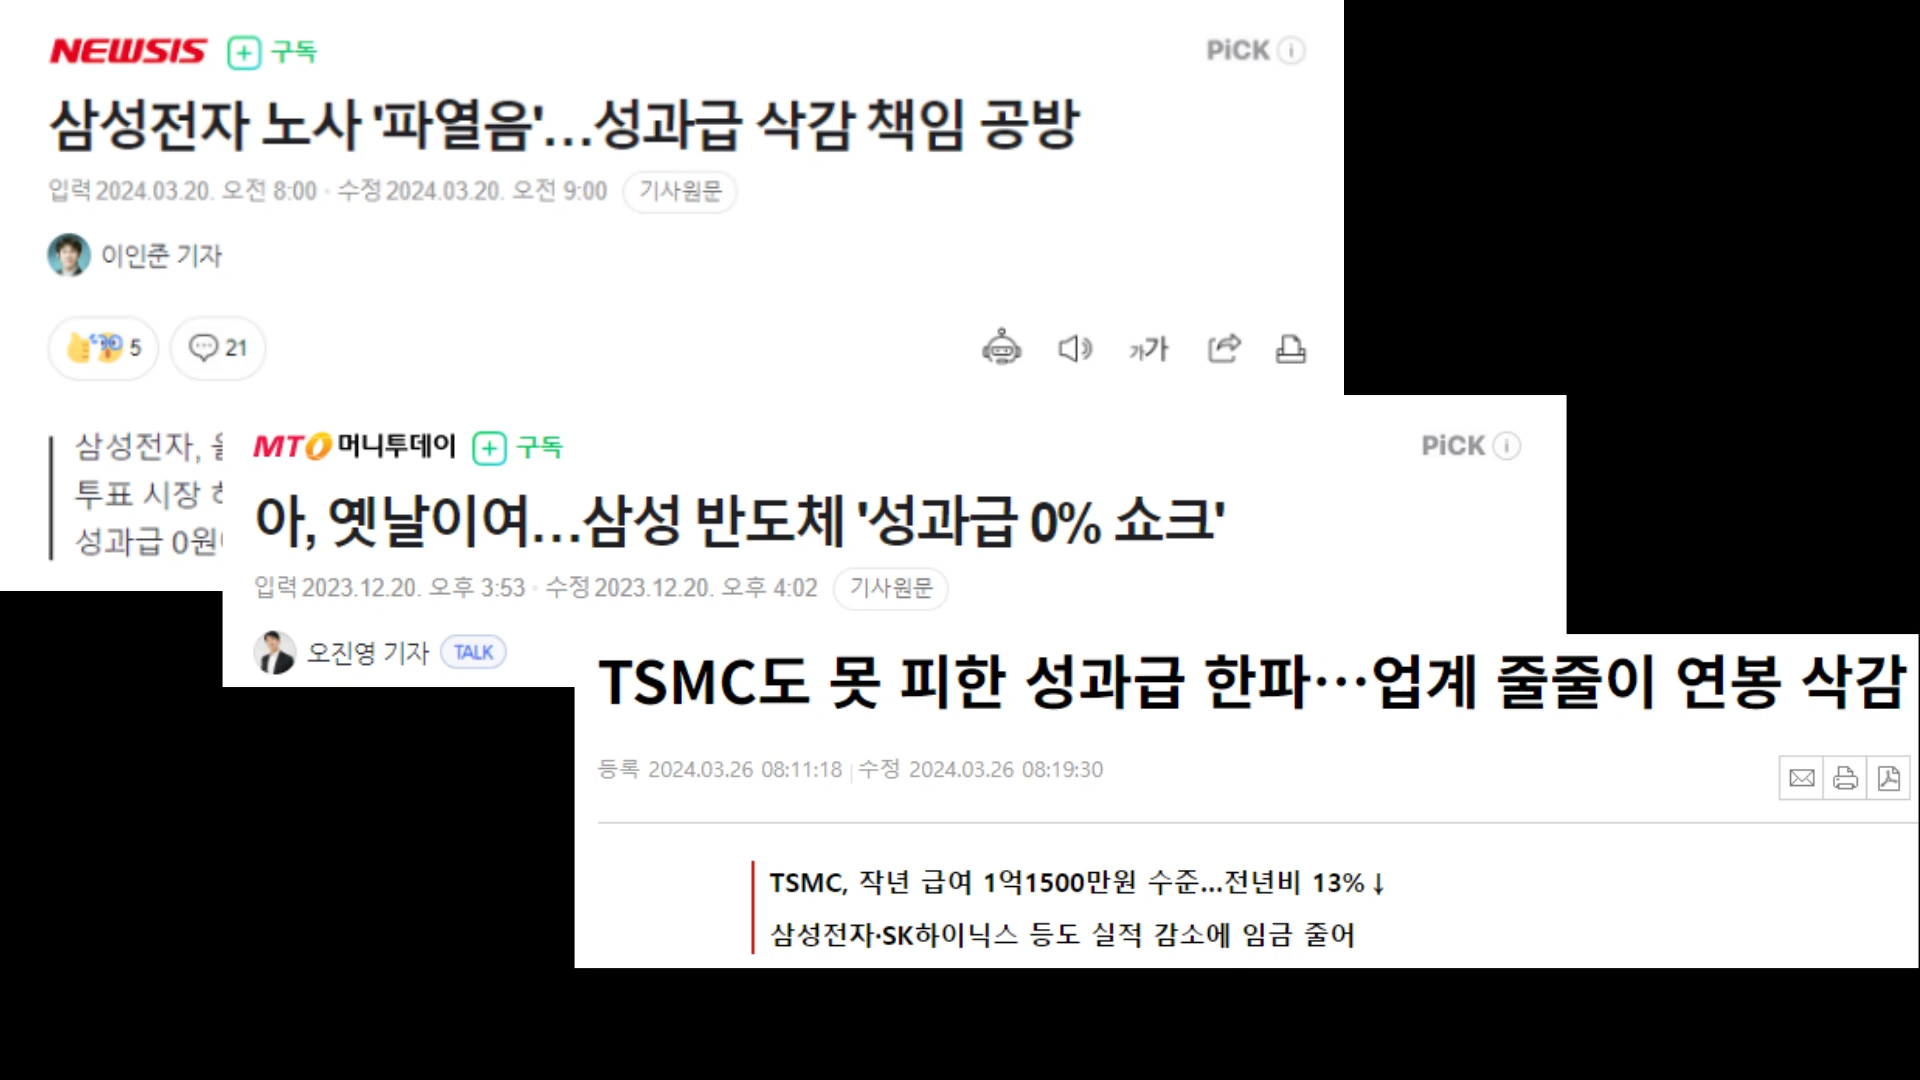 NEWSIS 구독 PiCK
삼성전자 노사 '파열음'...성과급 삭감 책임 공방
입력 2024.03.20. 오전 8:00 · 수정 2024.03.20. 오전 9:00 기사원문
이인준 기자
5 21 가가
삼성전자,
투표 시장
성과급 0원
MTO 머니투데이 구독 PiCK
아, 옛날이여...삼성 반도체 '성과급 0% 쇼크'
입력 2023.12.20. 오후 3:53 · 수정 2023.12.20. 오후 4:02 기사원문
오진영 기자 TALK
TSMC도 못 피한 성과급 한파…업계 줄줄이 연봉 삭감
등록 2024.03.26 08:11:18 | 수정 2024.03.26 08:19:30
TSMC, 작년 급여 1억1500만원 수준...전년비 13%↓
삼성전자·SK하이닉스 등도 실적 감소에 임금 줄어